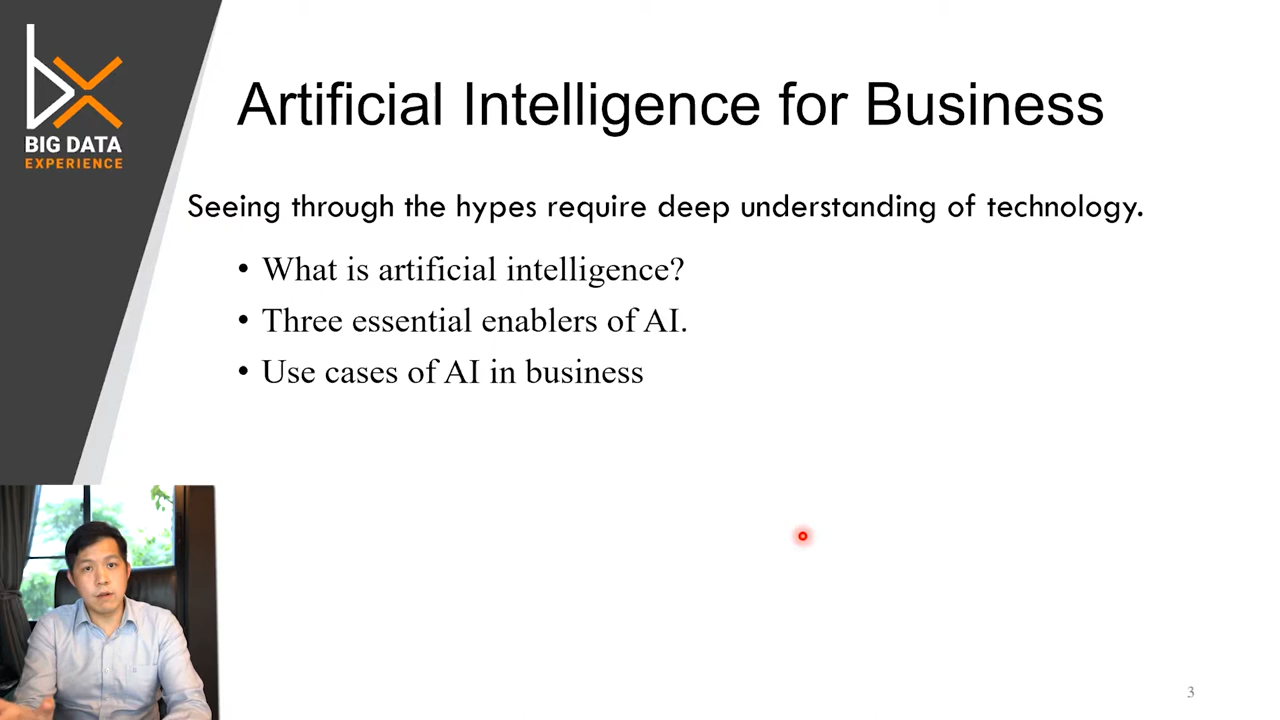 BIG DATA
EXPERIENCE
Artificial Intelligence for Business
Seeing through the hypes require deep understanding of technology.
• What is artificial intelligence?
• Three essential enablers of AI.
• Use cases of AI in business
3